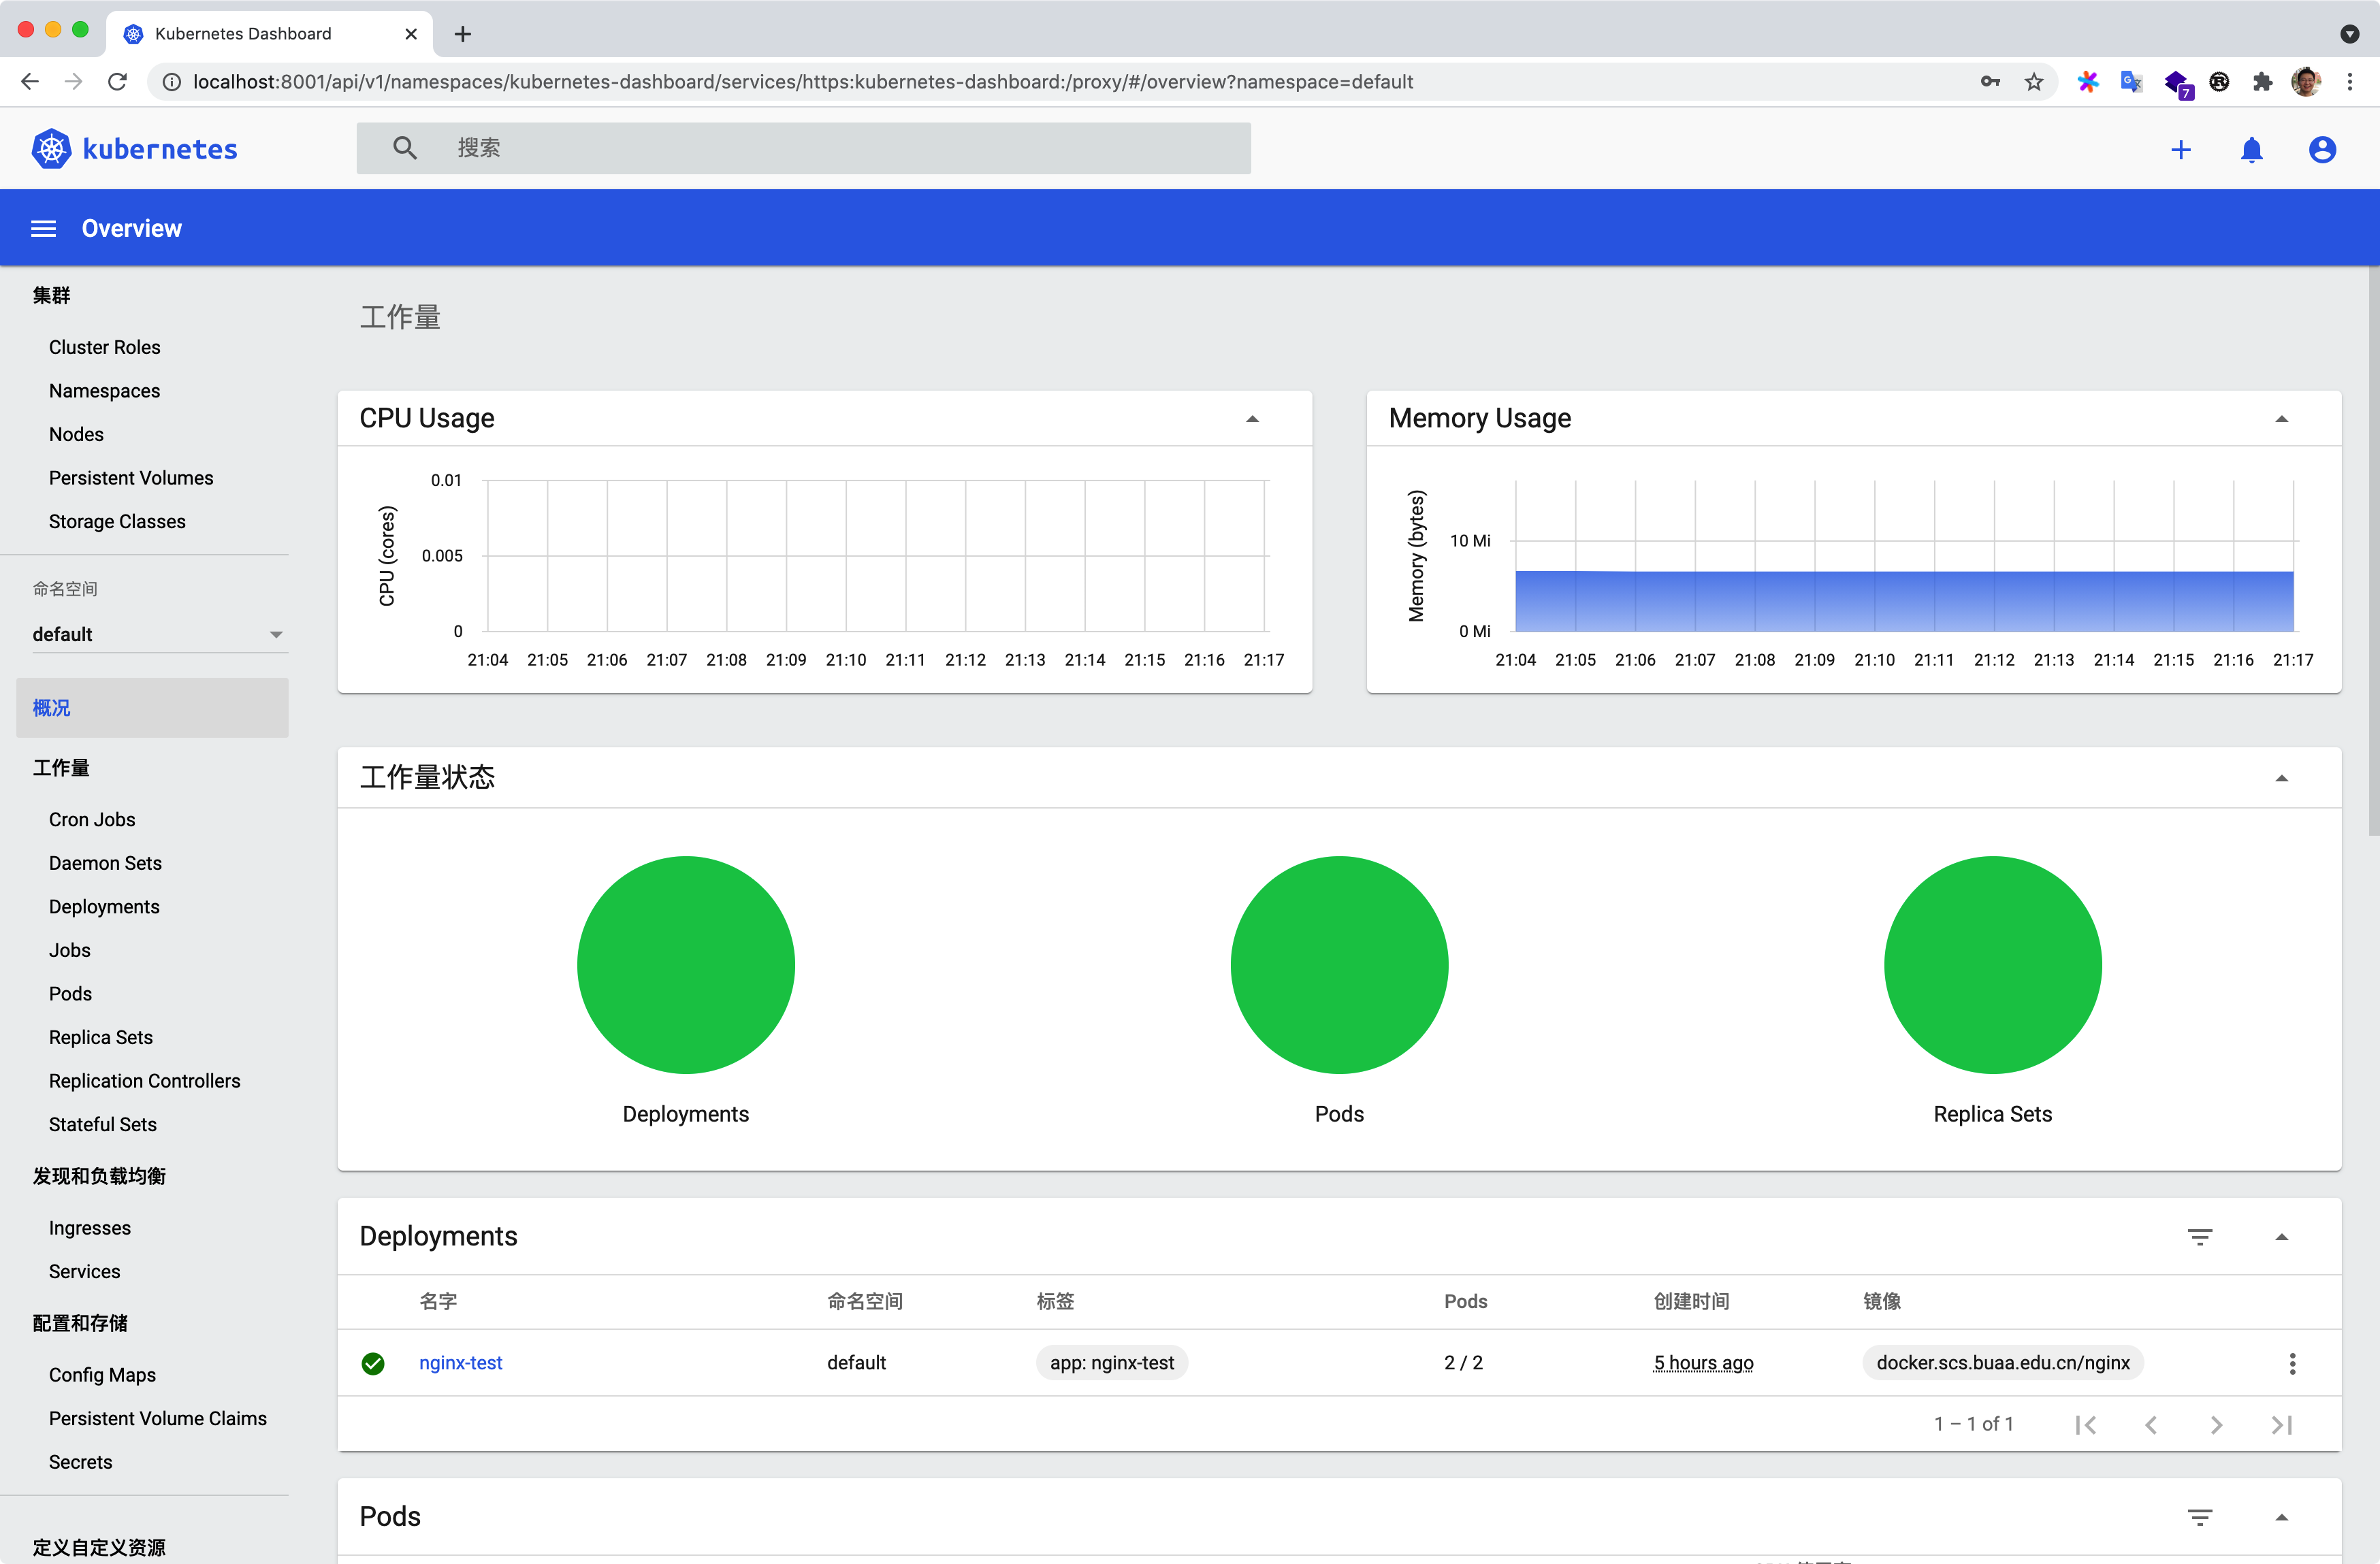 Kubernetes Dashboard
localhost:8001/api/v1/namespaces/kubernetes-dashboard/services/https:kubernetes-dashboard:/proxy/#/overview?namespace=default
7
kubernetes
搜索
Overview
集群
Cluster Roles
Namespaces
Nodes
Persistent Volumes
Storage Classes
命名空间
default
概况
工作量
Cron Jobs
Daemon Sets
Deployments
Jobs
Pods
Replica Sets
Replication Controllers
Stateful Sets
发现和负载均衡
Ingresses
Services
配置和存储
Config Maps
Persistent Volume Claims
Secrets
定义自定义资源
工作量
CPU Usage
CPU (cores)
0.01
0.005
0
21:04 21:05 21:06 21:07 21:08 21:09 21:10 21:11 21:12 21:13 21:14 21:15 21:16 21:17
Memory Usage
Memory (bytes)
10 Mi
0 Mi
21:04 21:05 21:06 21:07 21:08 21:09 21:10 21:11 21:12 21:13 21:14 21:15 21:16 21:17
工作量状态
Deployments Pods Replica Sets
Deployments
名字 命名空间 标签 Pods 创建时间 镜像
nginx-test default app: nginx-test 2 / 2 5 hours ago docker.scs.buaa.edu.cn/nginx
1 – 1 of 1
Pods